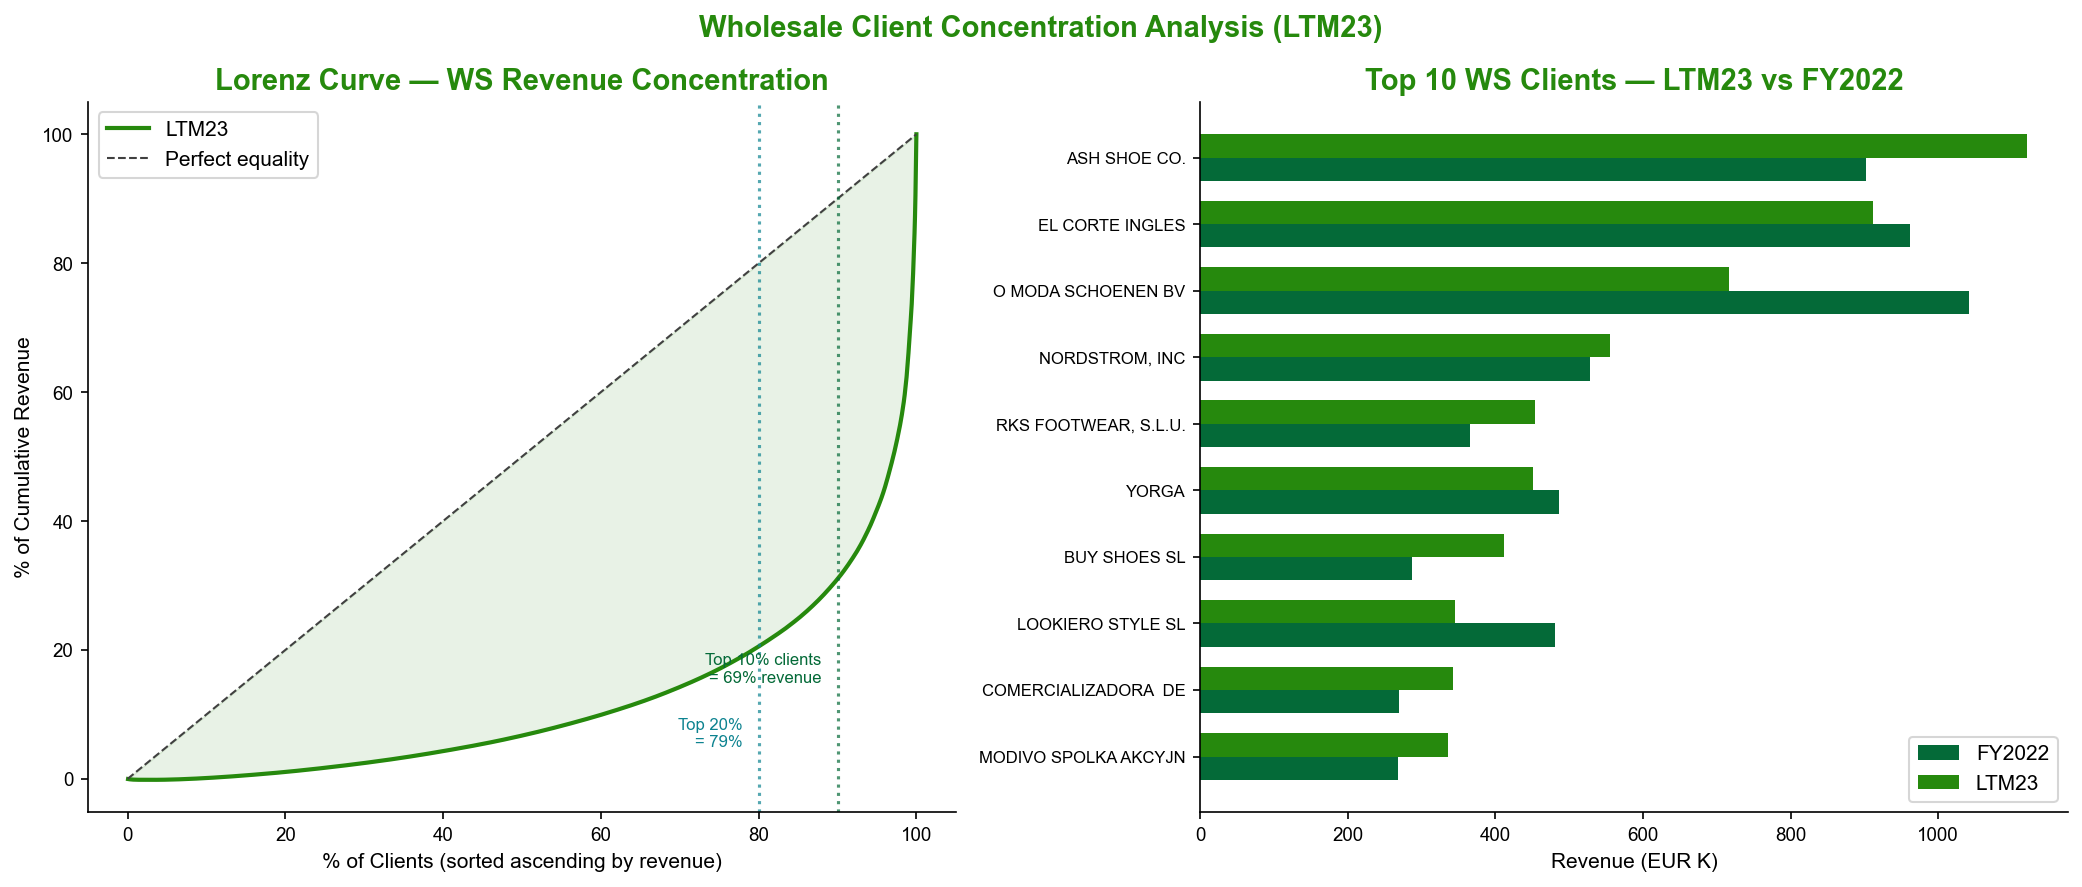 Wholesale Client Concentration Analysis (LTM23)
Lorenz Curve — WS Revenue Concentration
LTM23
Perfect equality
% of Cumulative Revenue
100
80
60
40
20
0
Top 10% clients
= 69% revenue
Top 20%
= 79%
0 20 40 60 80 100
% of Clients (sorted ascending by revenue)
Top 10 WS Clients — LTM23 vs FY2022
ASH SHOE CO.
EL CORTE INGLES
O MODA SCHOENEN BV
NORDSTROM, INC
RKS FOOTWEAR, S.L.U.
YORGA
BUY SHOES SL
LOOKIERO STYLE SL
COMERCIALIZADORA  DE
MODIVO SPOLKA AKCYJN
FY2022
LTM23
0 200 400 600 800 1000
Revenue (EUR K)